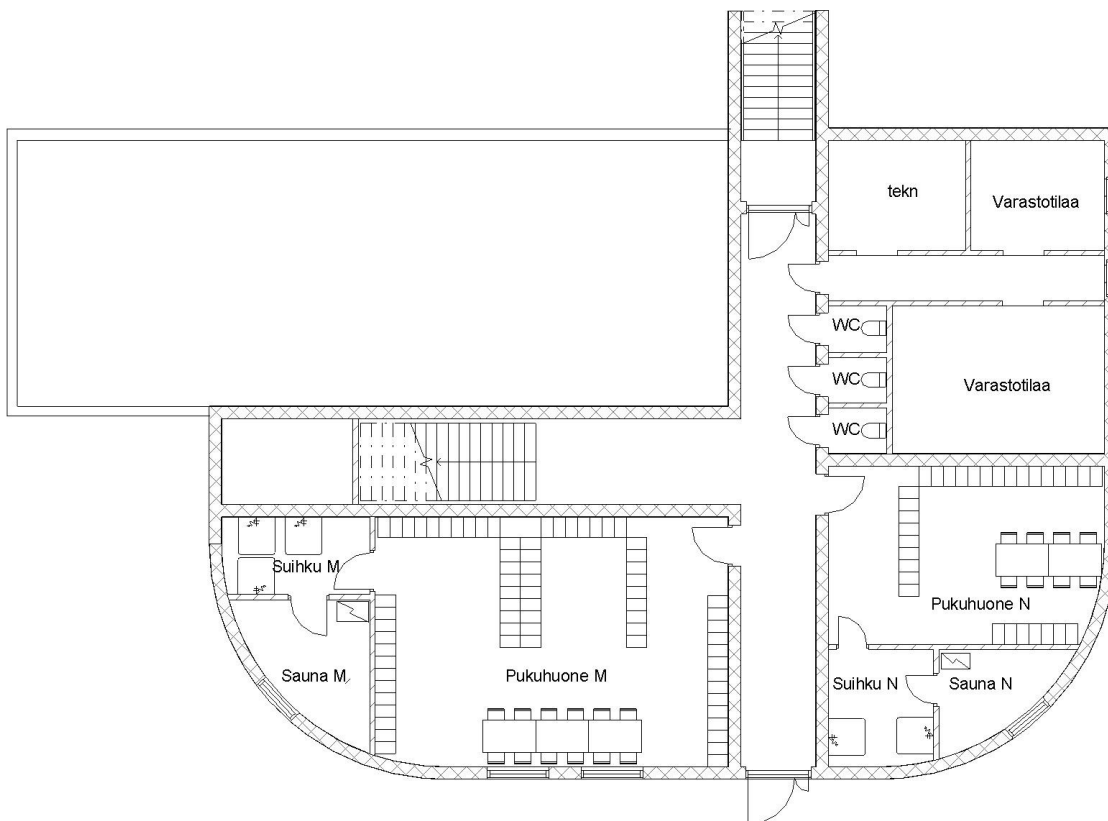 tekn
Varastotilaa
WC
WC
Varastotilaa
WC
Suihku M
Pukuhuone N
Sauna M
Pukuhuone M
Suihku N
Sauna N